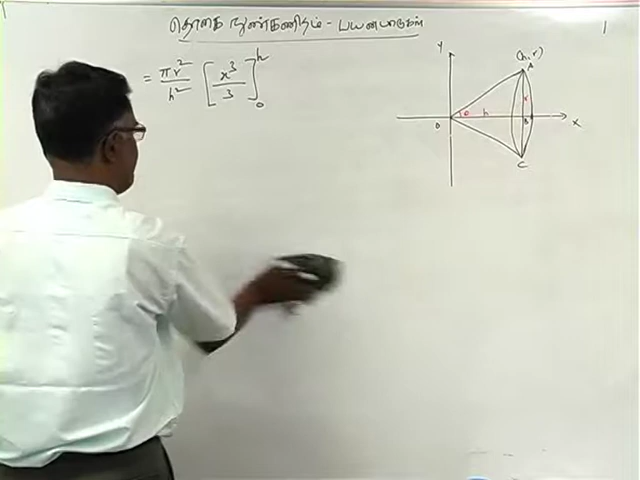 தொகை நுண்கணிதம் - பயன்பாடுகள்
1
= πr²/h² [x³/3]₀ʰ
Y
(h, r)
A
r
O θ h B X
C